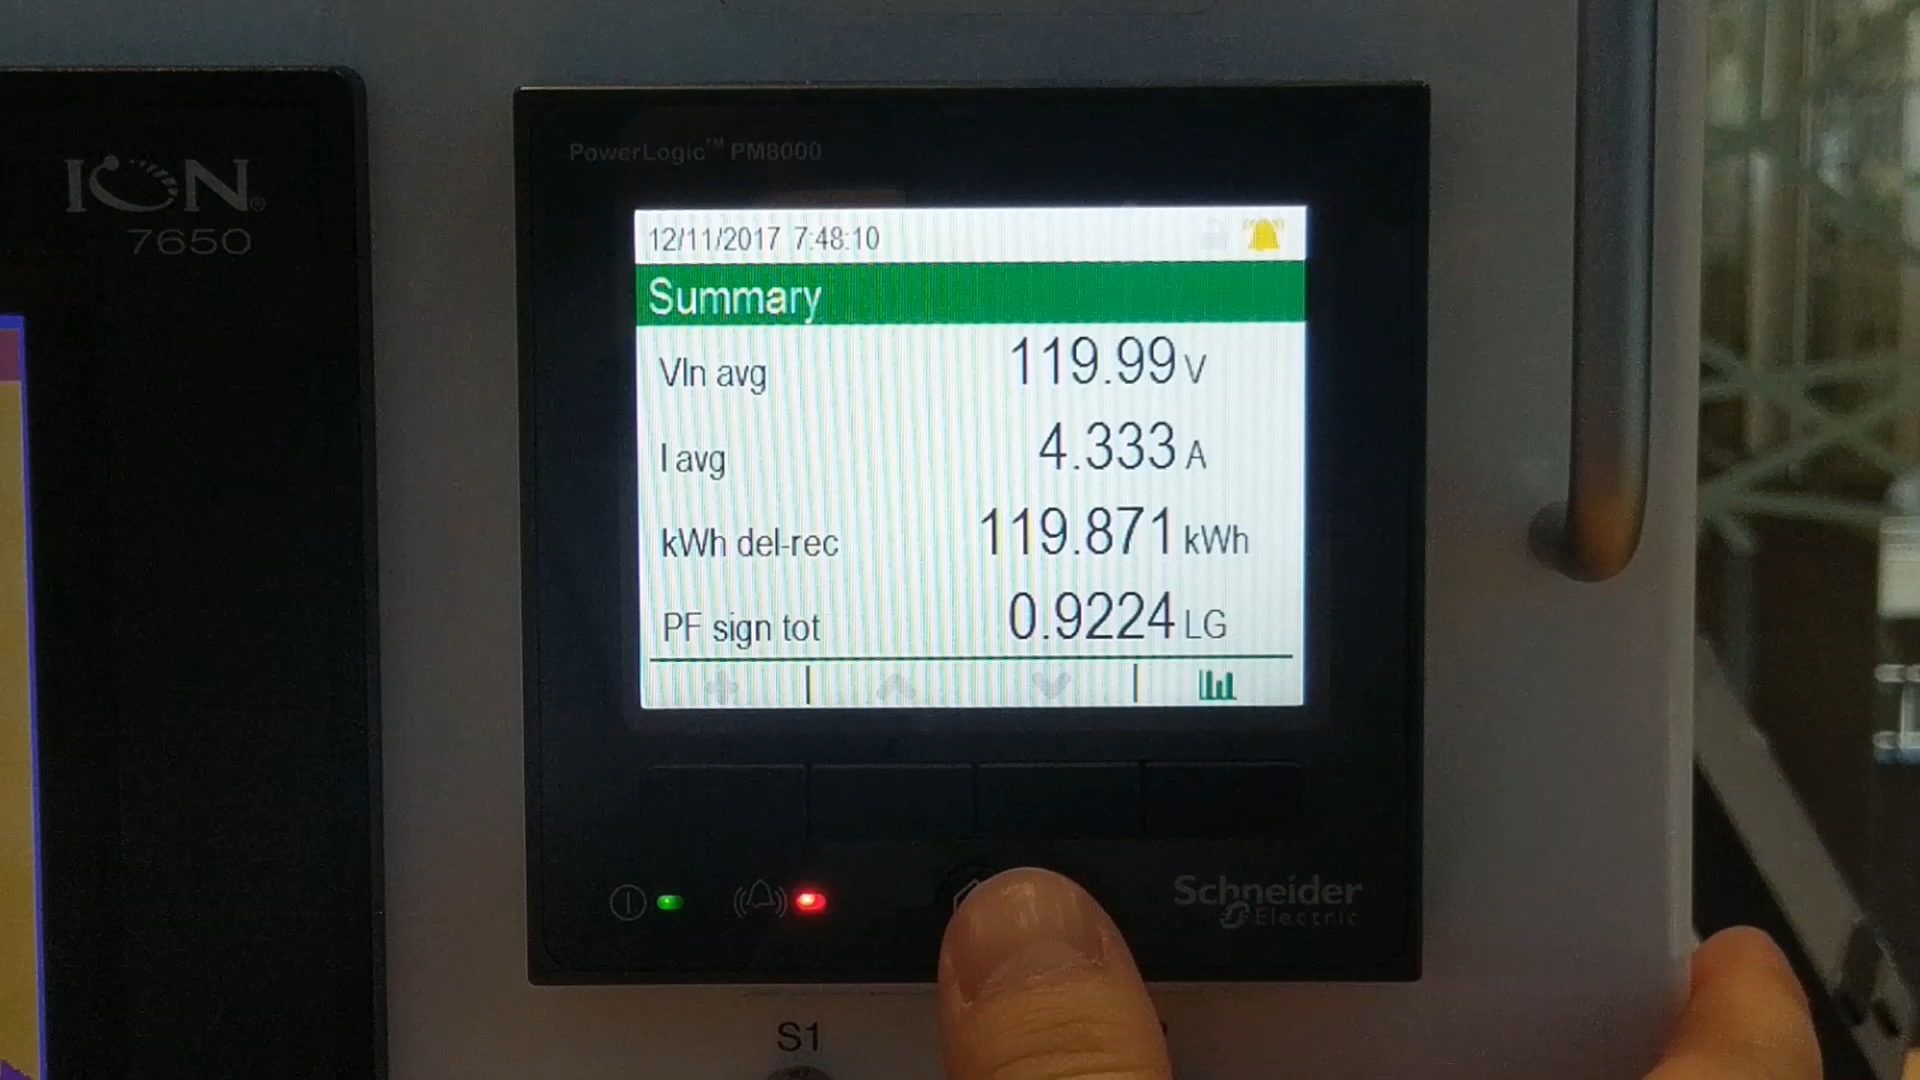 ION®
7650
PowerLogic™ PM8000
12/11/2017 7:48:10
Summary
Vln avg 119.99 V
I avg 4.333 A
kWh del-rec 119.871 kWh
PF sign tot 0.9224 LG
Schneider
Electric
S1